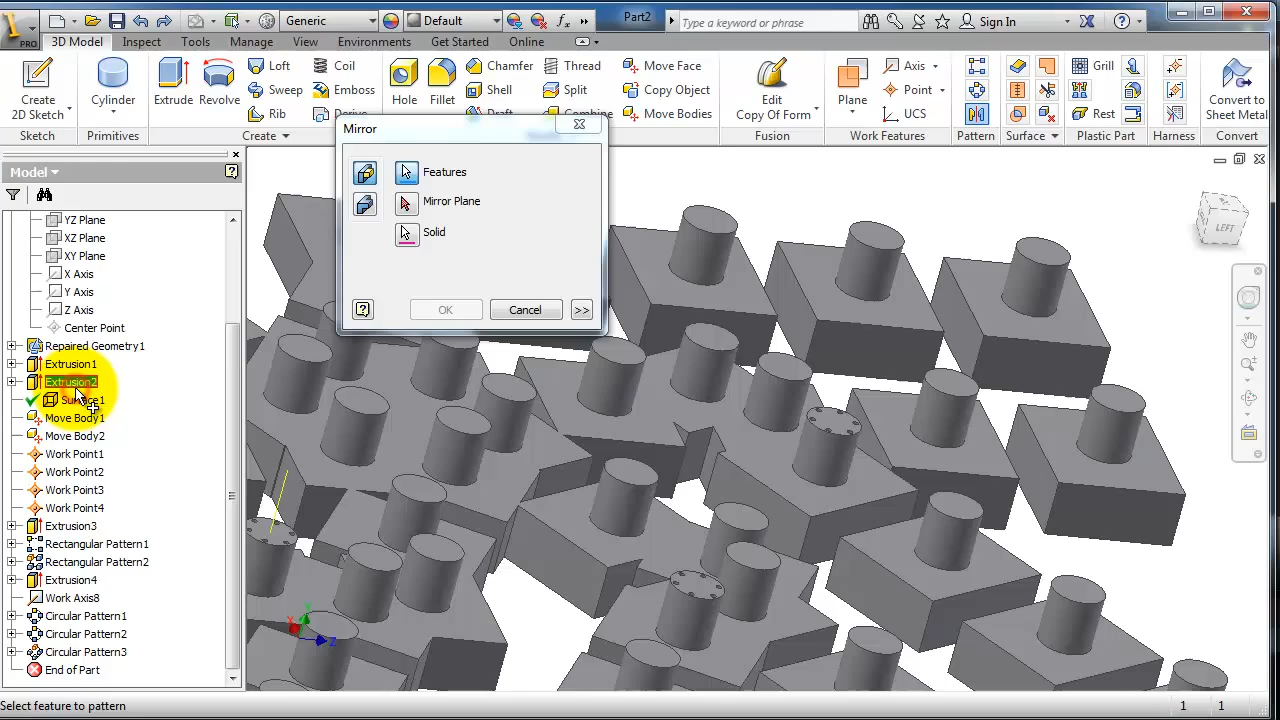 Generic
Default
Part2
Type a keyword or phrase
Sign In
PRO
3D Model
Inspect
Tools
Manage
View
Environments
Get Started
Online
Create
2D Sketch
Cylinder
Extrude
Revolve
Loft
Coil
Sweep
Emboss
Rib
Hole
Fillet
Chamfer
Thread
Shell
Split
Draft
Combine
Move Face
Copy Object
Move Bodies
Edit
Copy Of Form
Plane
Axis
Point
UCS
Grill
Rest
Convert to
Sheet Metal
Sketch
Primitives
Create
Fusion
Work Features
Pattern
Surface
Plastic Part
Harness
Convert
Model
YZ Plane
XZ Plane
XY Plane
X Axis
Y Axis
Z Axis
Center Point
Repaired Geometry1
Extrusion1
Extrusion2
Surface1
Move Body1
Move Body2
Work Point1
Work Point2
Work Point3
Work Point4
Extrusion3
Rectangular Pattern1
Rectangular Pattern2
Extrusion4
Work Axis8
Circular Pattern1
Circular Pattern2
Circular Pattern3
End of Part
Mirror
Features
Mirror Plane
Solid
OK
Cancel
>>
LEFT
X
Y
Z
Select feature to pattern
1
1